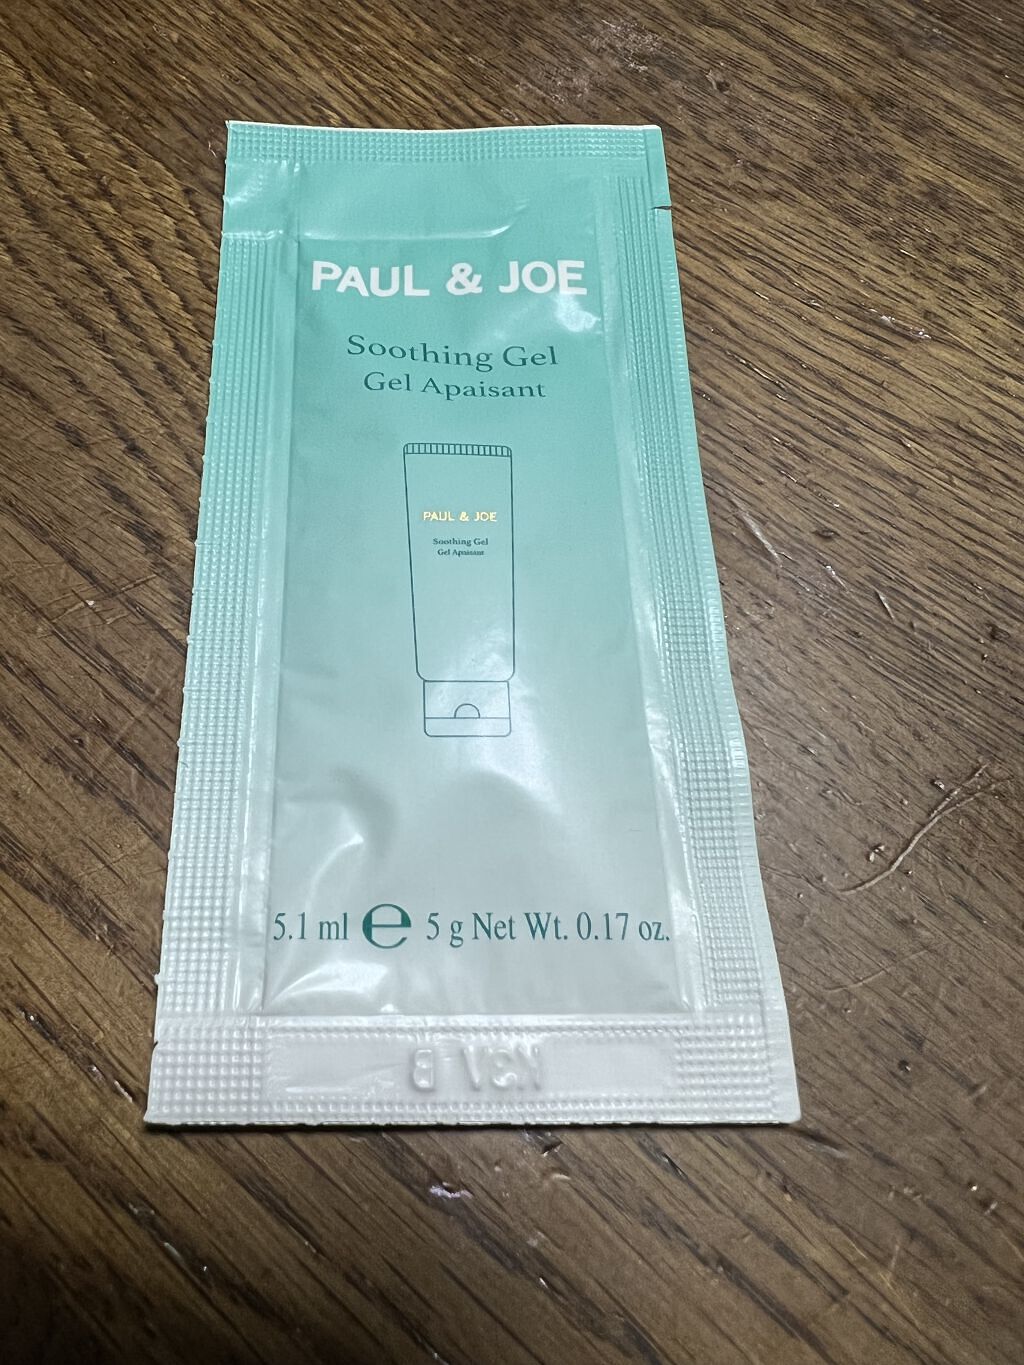 PAUL & JOE
Soothing Gel
Gel Apaisant
PAUL & JOE
Soothing Gel
Gel Apaisant
5.1 ml ℮ 5 g Net Wt. 0.17 oz.